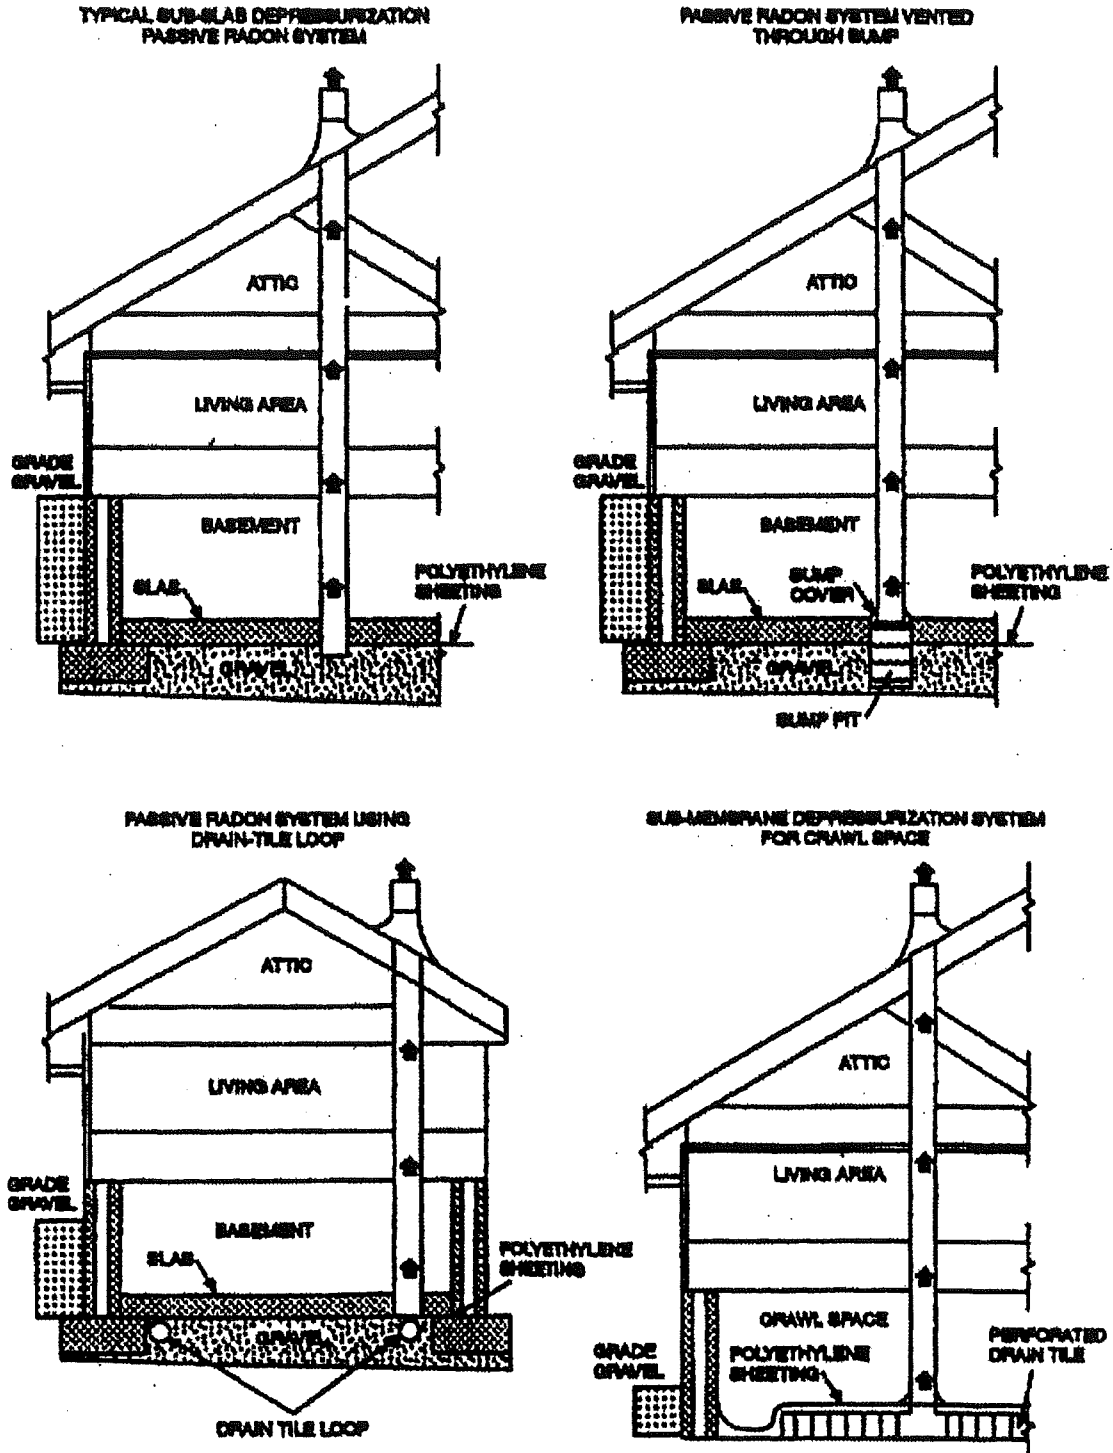 TYPICAL SUB-SLAB DEPRESSURIZATION
PASSIVE RADON SYSTEM
ATTIC
LIVING AREA
GRADE
GRAVEL
BASEMENT
SLAB
POLYETHYLENE
SHEETING
GRAVEL
PASSIVE RADON SYSTEM VENTED
THROUGH SUMP
ATTIC
LIVING AREA
GRADE
GRAVEL
BASEMENT
SLAB
SUMP
COVER
POLYETHYLENE
SHEETING
GRAVEL
SUMP PIT
PASSIVE RADON SYSTEM USING
DRAIN-TILE LOOP
ATTIC
LIVING AREA
GRADE
GRAVEL
BASEMENT
SLAB
POLYETHYLENE
SHEETING
GRAVEL
DRAIN TILE LOOP
SUB-MEMBRANE DEPRESSURIZATION SYSTEM
FOR CRAWL SPACE
ATTIC
LIVING AREA
CRAWL SPACE
GRADE
GRAVEL
POLYETHYLENE
SHEETING
PERFORATED
DRAIN TILE